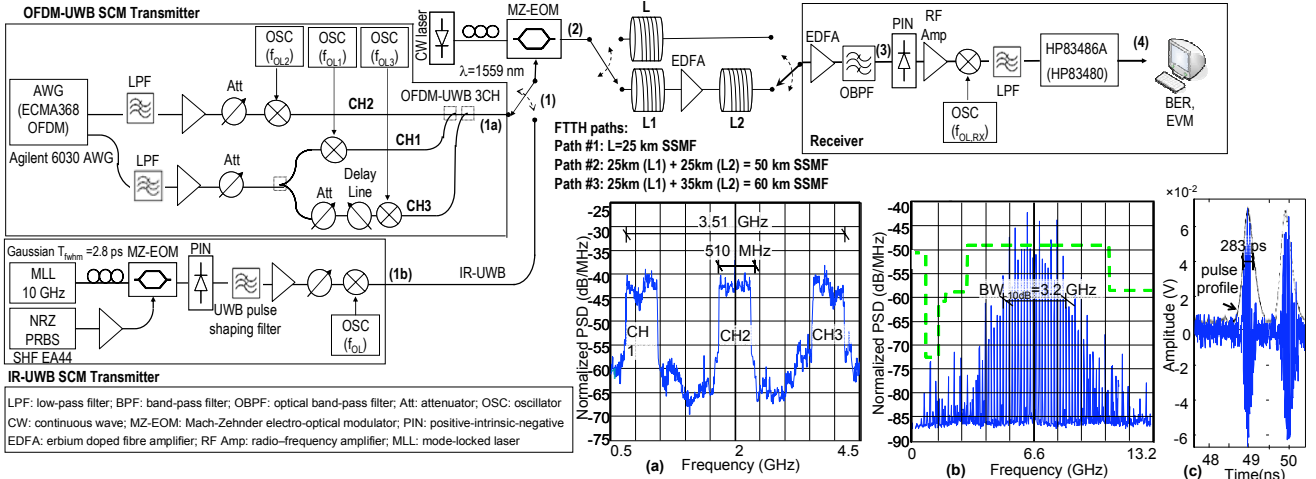 OFDM-UWB SCM Transmitter
AWG
(ECMA368
OFDM)
Agilent 6030 AWG
LPF
Att
OSC
(fOL2)
OSC
(fOL1)
OSC
(fOL3)
CH2
LPF
Att
CH1
Att
Delay
Line
CH3
OFDM-UWB 3CH
(1a)
(1)
CW laser
MZ-EOM
(2)
λ=1559 nm
L
L1
EDFA
L2
FTTH paths:
Path #1: L=25 km SSMF
Path #2: 25km (L1) + 25km (L2) = 50 km SSMF
Path #3: 25km (L1) + 35km (L2) = 60 km SSMF
EDFA
OBPF
(3)
PIN
RF
Amp
OSC
(fOL,RX)
LPF
HP83486A
(HP83480)
(4)
BER,
EVM
Receiver
Gaussian Tfwhm =2.8 ps
MLL
10 GHz
NRZ
PRBS
SHF EA44
MZ-EOM
PIN
UWB pulse
shaping filter
OSC
(fOL)
(1b)
IR-UWB
IR-UWB SCM Transmitter
LPF: low-pass filter; BPF: band-pass filter; OBPF: optical band-pass filter; Att: attenuator; OSC: oscillator
CW: continuous wave; MZ-EOM: Mach-Zehnder electro-optical modulator; PIN: positive-intrinsic-negative
EDFA: erbium doped fibre amplifier; RF Amp: radio–frequency amplifier; MLL: mode-locked laser
Normalized PSD (dB/MHz)
-25
-30
-35
-40
-45
-50
-55
-60
-65
-70
-75
3.51 GHz
510 MHz
CH
1
CH2
CH3
0.5
2
4.5
(a)
Frequency (GHz)
Normalized PSD (dB/MHz)
-40
-45
-50
-55
-60
-65
-70
-75
-80
-85
-90
BW-10dB=3.2 GHz
0
6.6
13.2
(b)
Frequency (GHz)
×10-2
Amplitude (V)
8
6
4
2
0
-2
-4
-6
283 ps
pulse
profile
48
49
50
(c)
Time(ns)